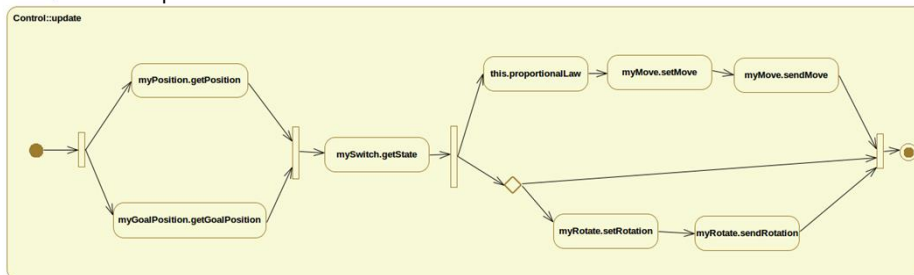 Control::update
myPosition.getPosition
this.proportionalLaw
myMove.setMove
myMove.sendMove
mySwitch.getState
myGoalPosition.getGoalPosition
myRotate.setRotation
myRotate.sendRotation